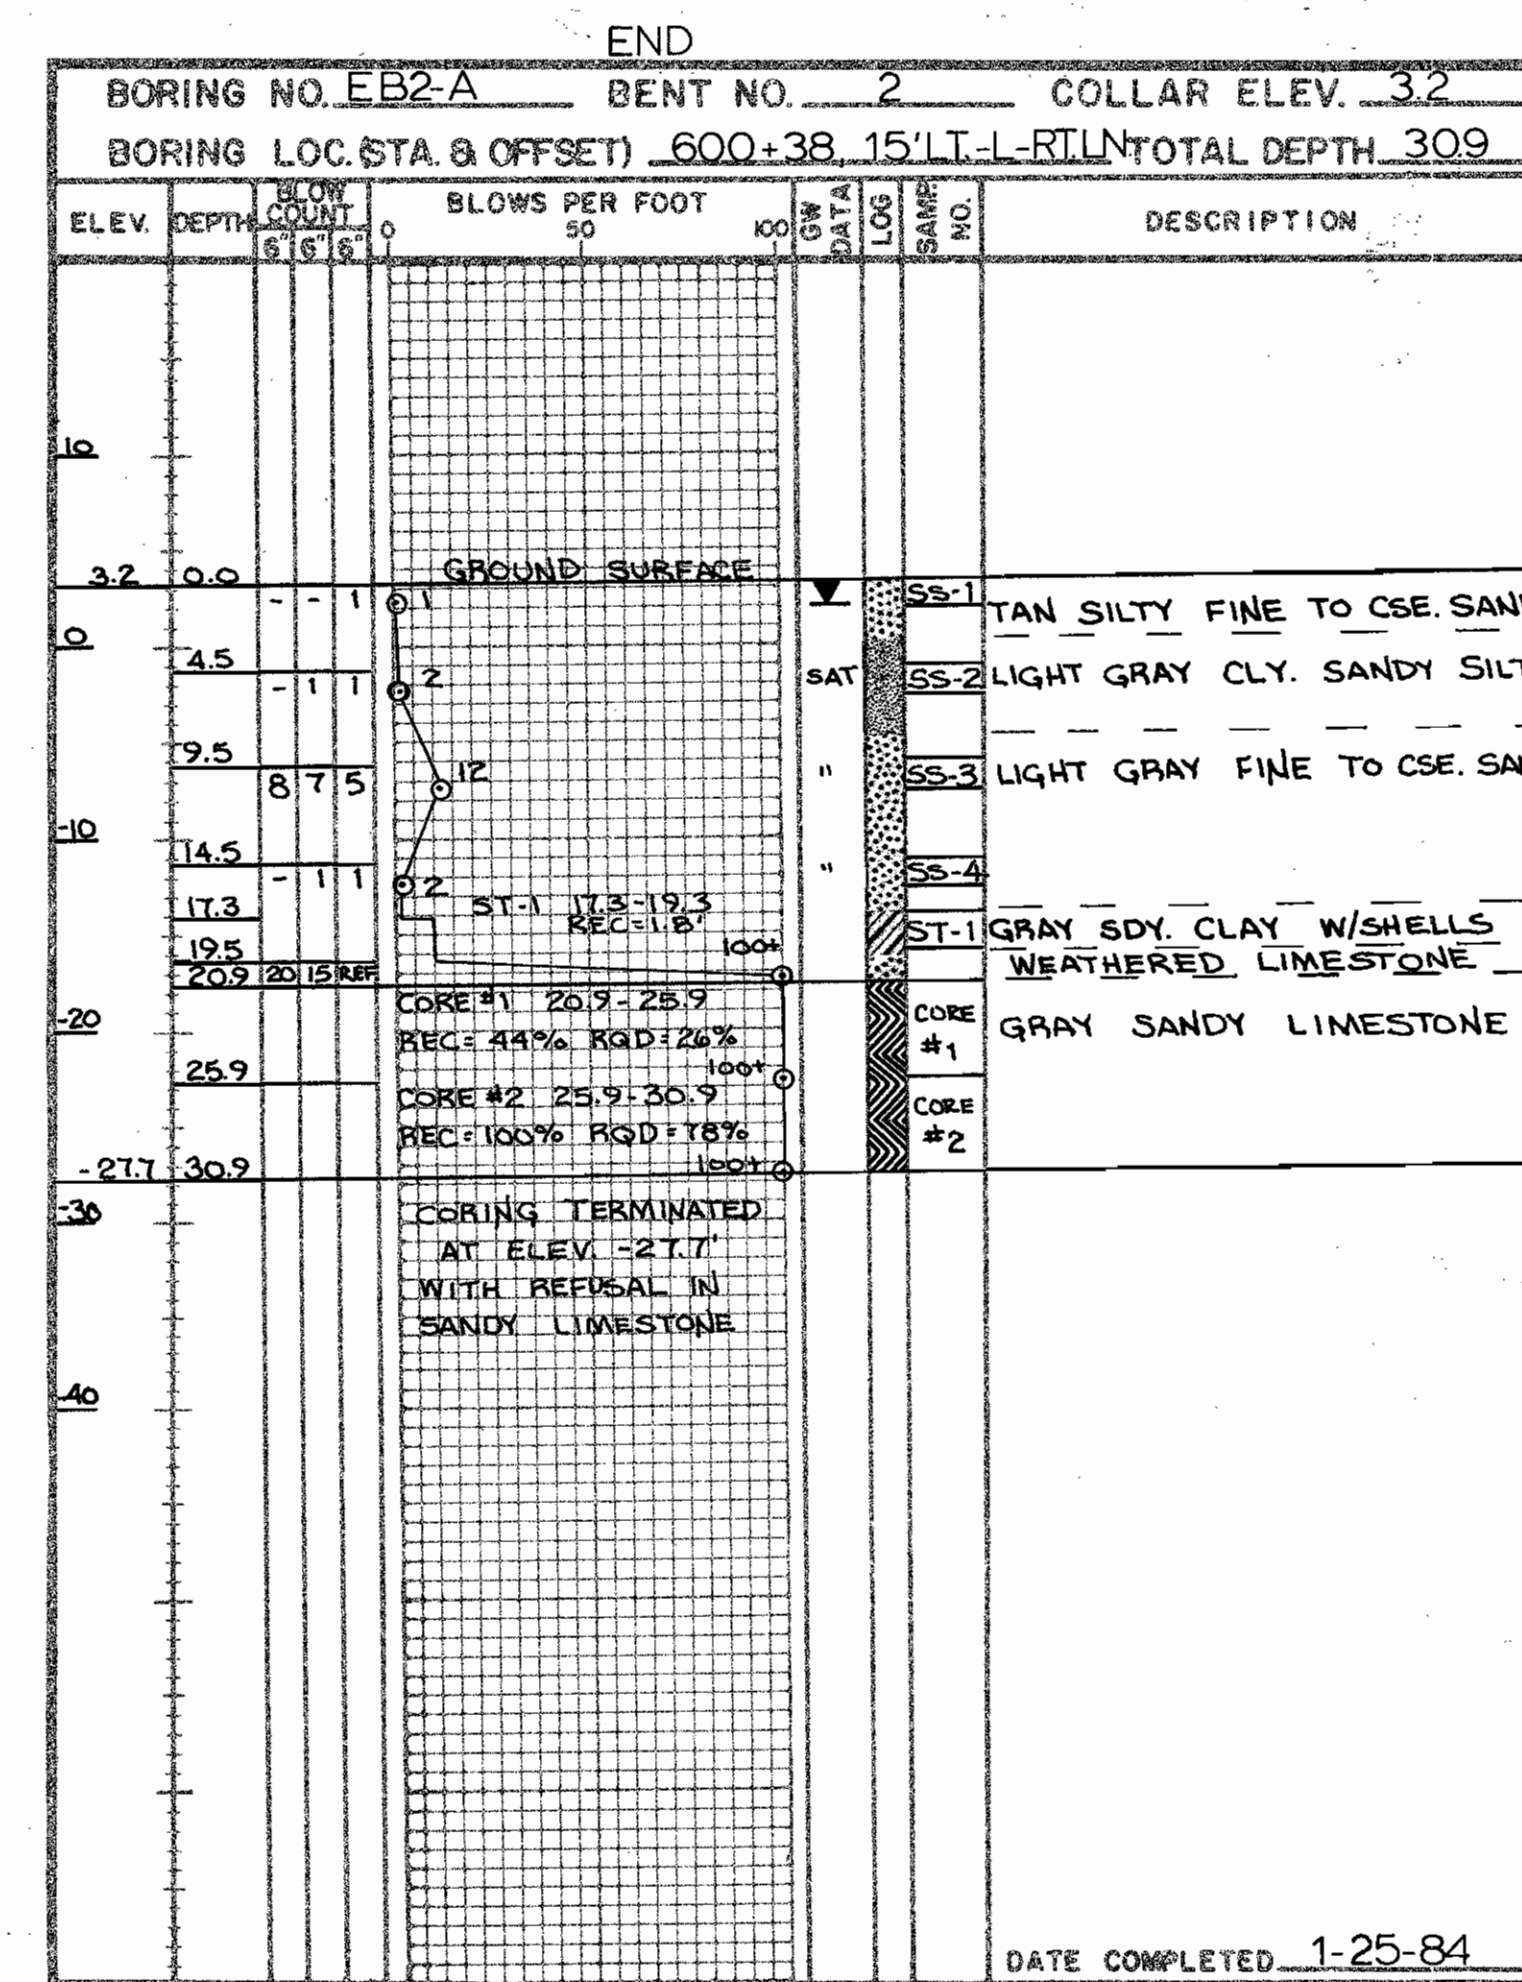 END
BORING NO. EB2-A BENT NO. 2 COLLAR ELEV. 3.2
BORING LOC.(STA. & OFFSET) 600+38, 15'LT.-L-RT.LN. TOTAL DEPTH 30.9
ELEV. DEPTH BLOW COUNT 6" 6" 6" BLOWS PER FOOT 0 50 100 GW DATA LOG SAMP. NO. DESCRIPTION
10
3.2 0.0 GROUND SURFACE
- - 1 1 SS-1 TAN SILTY FINE TO CSE. SAN
0
4.5
- 1 1 2 SAT SS-2 LIGHT GRAY CLY. SANDY SILT
9.5
8 7 5 12 " SS-3 LIGHT GRAY FINE TO CSE. SA
-10
14.5
- 1 1 2 " SS-4
17.3 ST-1 17.3-19.3
REC=1.8'
ST-1 GRAY SDY. CLAY W/SHELLS
19.5 100+
WEATHERED LIMESTONE
20.9 20 15 REF
CORE #1 20.9-25.9
-20 CORE #1 GRAY SANDY LIMESTONE
REC= 44% RQD=26%
25.9 100+
CORE #2 25.9-30.9
CORE #2
REC=100% RQD=78%
-27.7 30.9 100+
-30 CORING TERMINATED
AT ELEV. -27.7'
WITH REFUSAL IN
SANDY LIMESTONE
-40
DATE COMPLETED 1-25-84